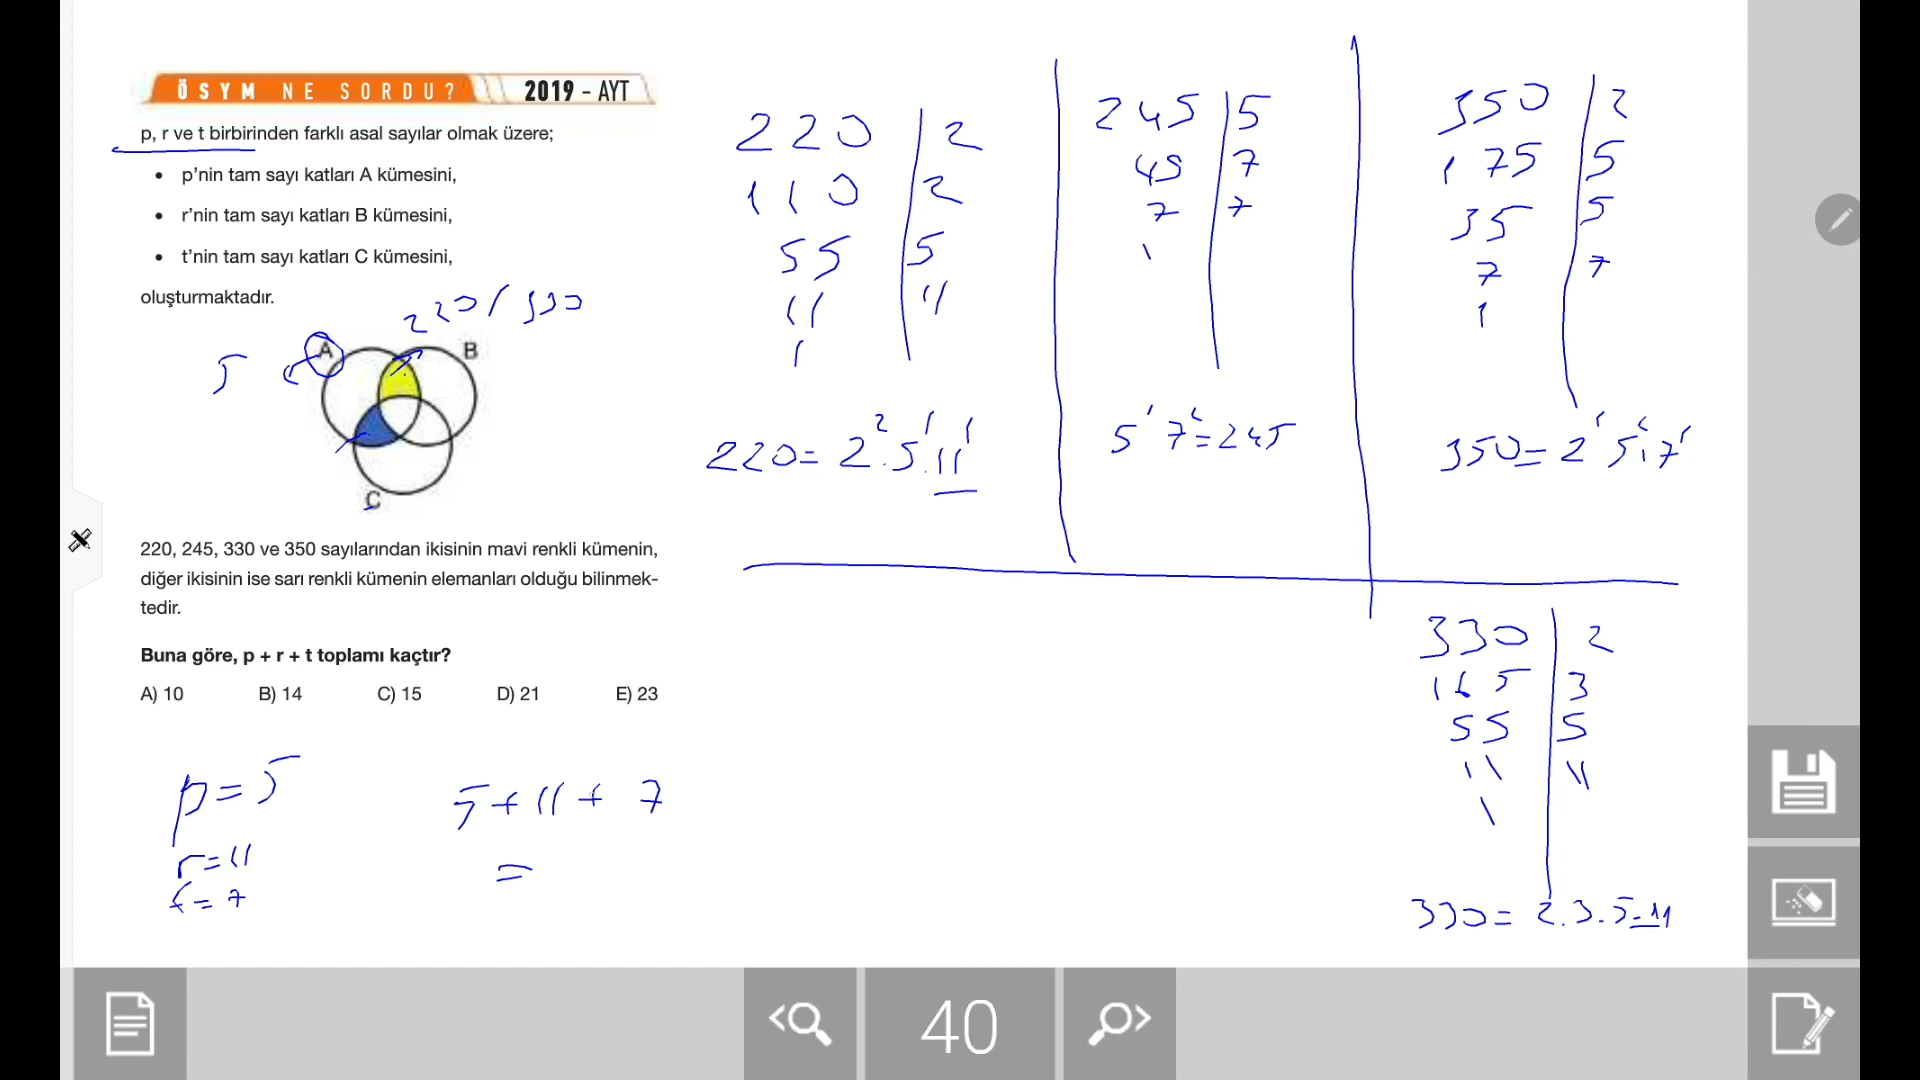 ÖSYM NE SORDU? 2019 - AYT
p, r ve t birbirinden farklı asal sayılar olmak üzere;
• p'nin tam sayı katları A kümesini,
• r'nin tam sayı katları B kümesini,
• t'nin tam sayı katları C kümesini,
oluşturmaktadır.
220 / 330
5
A
B
C
220, 245, 330 ve 350 sayılarından ikisinin mavi renkli kümenin,
diğer ikisinin ise sarı renkli kümenin elemanları olduğu bilinmek-
tedir.
Buna göre, p + r + t toplamı kaçtır?
A) 10 B) 14 C) 15 D) 21 E) 23
p = 5
r = 11
t = 7
5 + 11 + 7
=
220 | 2
110 | 2
55 | 5
11 | 11
1
220 = 2² . 5¹ . 11¹
245 | 5
49 | 7
7 | 7
1
5¹ 7² = 245
350 | 2
175 | 5
35 | 5
7 | 7
1
350 = 2¹ 5² . 7¹
330 | 2
165 | 3
55 | 5
11 | 11
1
330 = 2 . 3 . 5 . 11
40